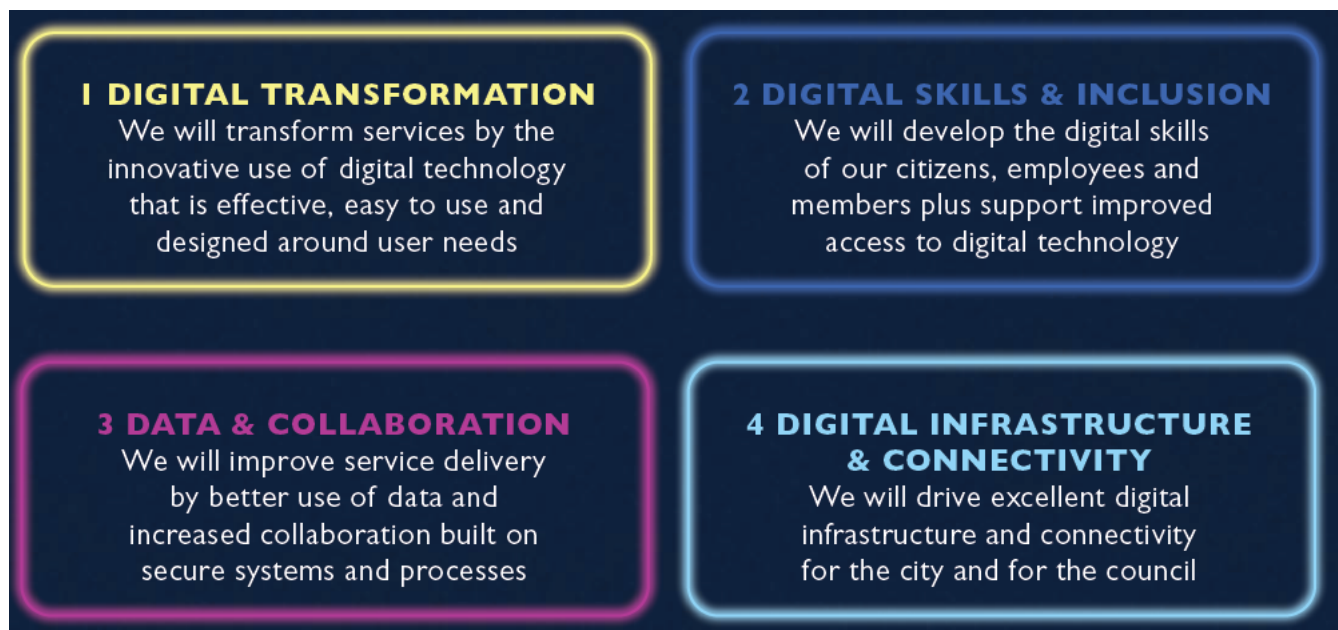 1 DIGITAL TRANSFORMATION
We will transform services by the
innovative use of digital technology
that is effective, easy to use and
designed around user needs
2 DIGITAL SKILLS & INCLUSION
We will develop the digital skills
of our citizens, employees and
members plus support improved
access to digital technology
3 DATA & COLLABORATION
We will improve service delivery
by better use of data and
increased collaboration built on
secure systems and processes
4 DIGITAL INFRASTRUCTURE
& CONNECTIVITY
We will drive excellent digital
infrastructure and connectivity
for the city and for the council